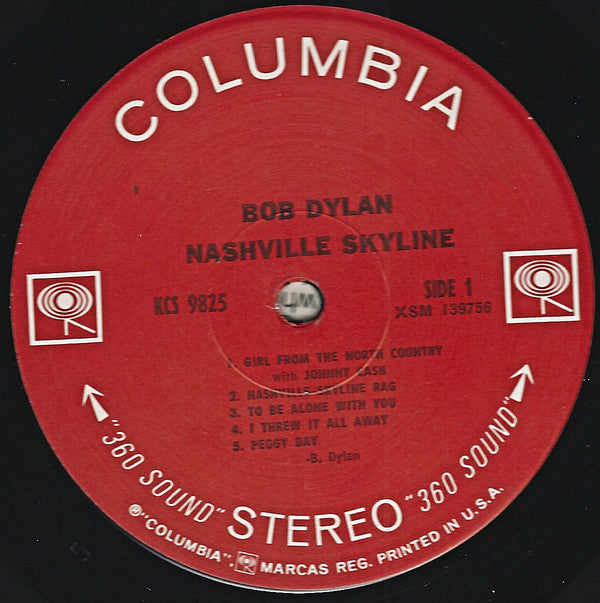 COLUMBIA
BOB DYLAN
NASHVILLE SKYLINE
KCS 9825
SIDE 1
XSM 139756
1. GIRL FROM THE NORTH COUNTRY
with JOHNNY CASH
2. NASHVILLE SKYLINE RAG
3. TO BE ALONE WITH YOU
4. I THREW IT ALL AWAY
5. PEGGY DAY
-B. Dylan
"360 SOUND" STEREO "360 SOUND"
®"COLUMBIA", MARCAS REG. PRINTED IN U.S.A.